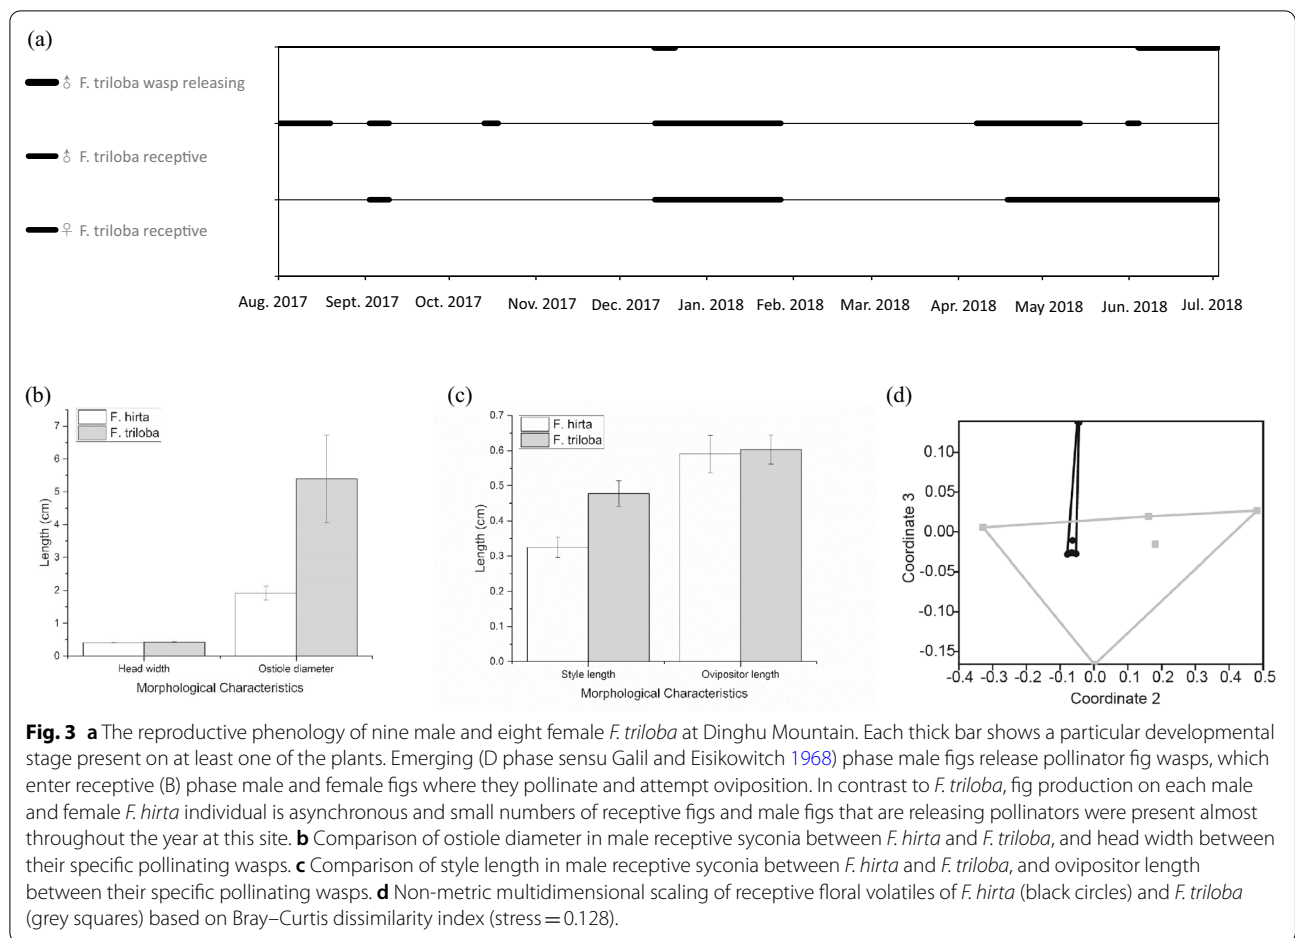 (a)
♂ F. triloba wasp releasing
♂ F. triloba receptive
♀ F. triloba receptive
Aug. 2017 Sept. 2017 Oct. 2017 Nov. 2017 Dec. 2017 Jan. 2018 Feb. 2018 Mar. 2018 Apr. 2018 May 2018 Jun. 2018 Jul. 2018
(b)
F. hirta
F. triloba
7
6
5
4
3
2
1
0
Length (cm)
Head width Ostiole diameter
Morphological Characteristics
(c)
F. hirta
F. triloba
0.7
0.6
0.5
0.4
0.3
0.2
0.1
0.0
Length (cm)
Style length Ovipositor length
Morphological Characteristics
(d)
0.10
0.05
0.00
-0.05
-0.10
-0.15
Coordinate 3
-0.4 -0.3 -0.2 -0.1 0.0 0.1 0.2 0.3 0.4 0.5
Coordinate 2
Fig. 3 a The reproductive phenology of nine male and eight female F. triloba at Dinghu Mountain. Each thick bar shows a particular developmental
stage present on at least one of the plants. Emerging (D phase sensu Galil and Eisikowitch 1968) phase male figs release pollinator fig wasps, which
enter receptive (B) phase male and female figs where they pollinate and attempt oviposition. In contrast to F. triloba, fig production on each male
and female F. hirta individual is asynchronous and small numbers of receptive figs and male figs that are releasing pollinators were present almost
throughout the year at this site. b Comparison of ostiole diameter in male receptive syconia between F. hirta and F. triloba, and head width between
their specific pollinating wasps. c Comparison of style length in male receptive syconia between F. hirta and F. triloba, and ovipositor length
between their specific pollinating wasps. d Non-metric multidimensional scaling of receptive floral volatiles of F. hirta (black circles) and F. triloba
(grey squares) based on Bray–Curtis dissimilarity index (stress = 0.128).